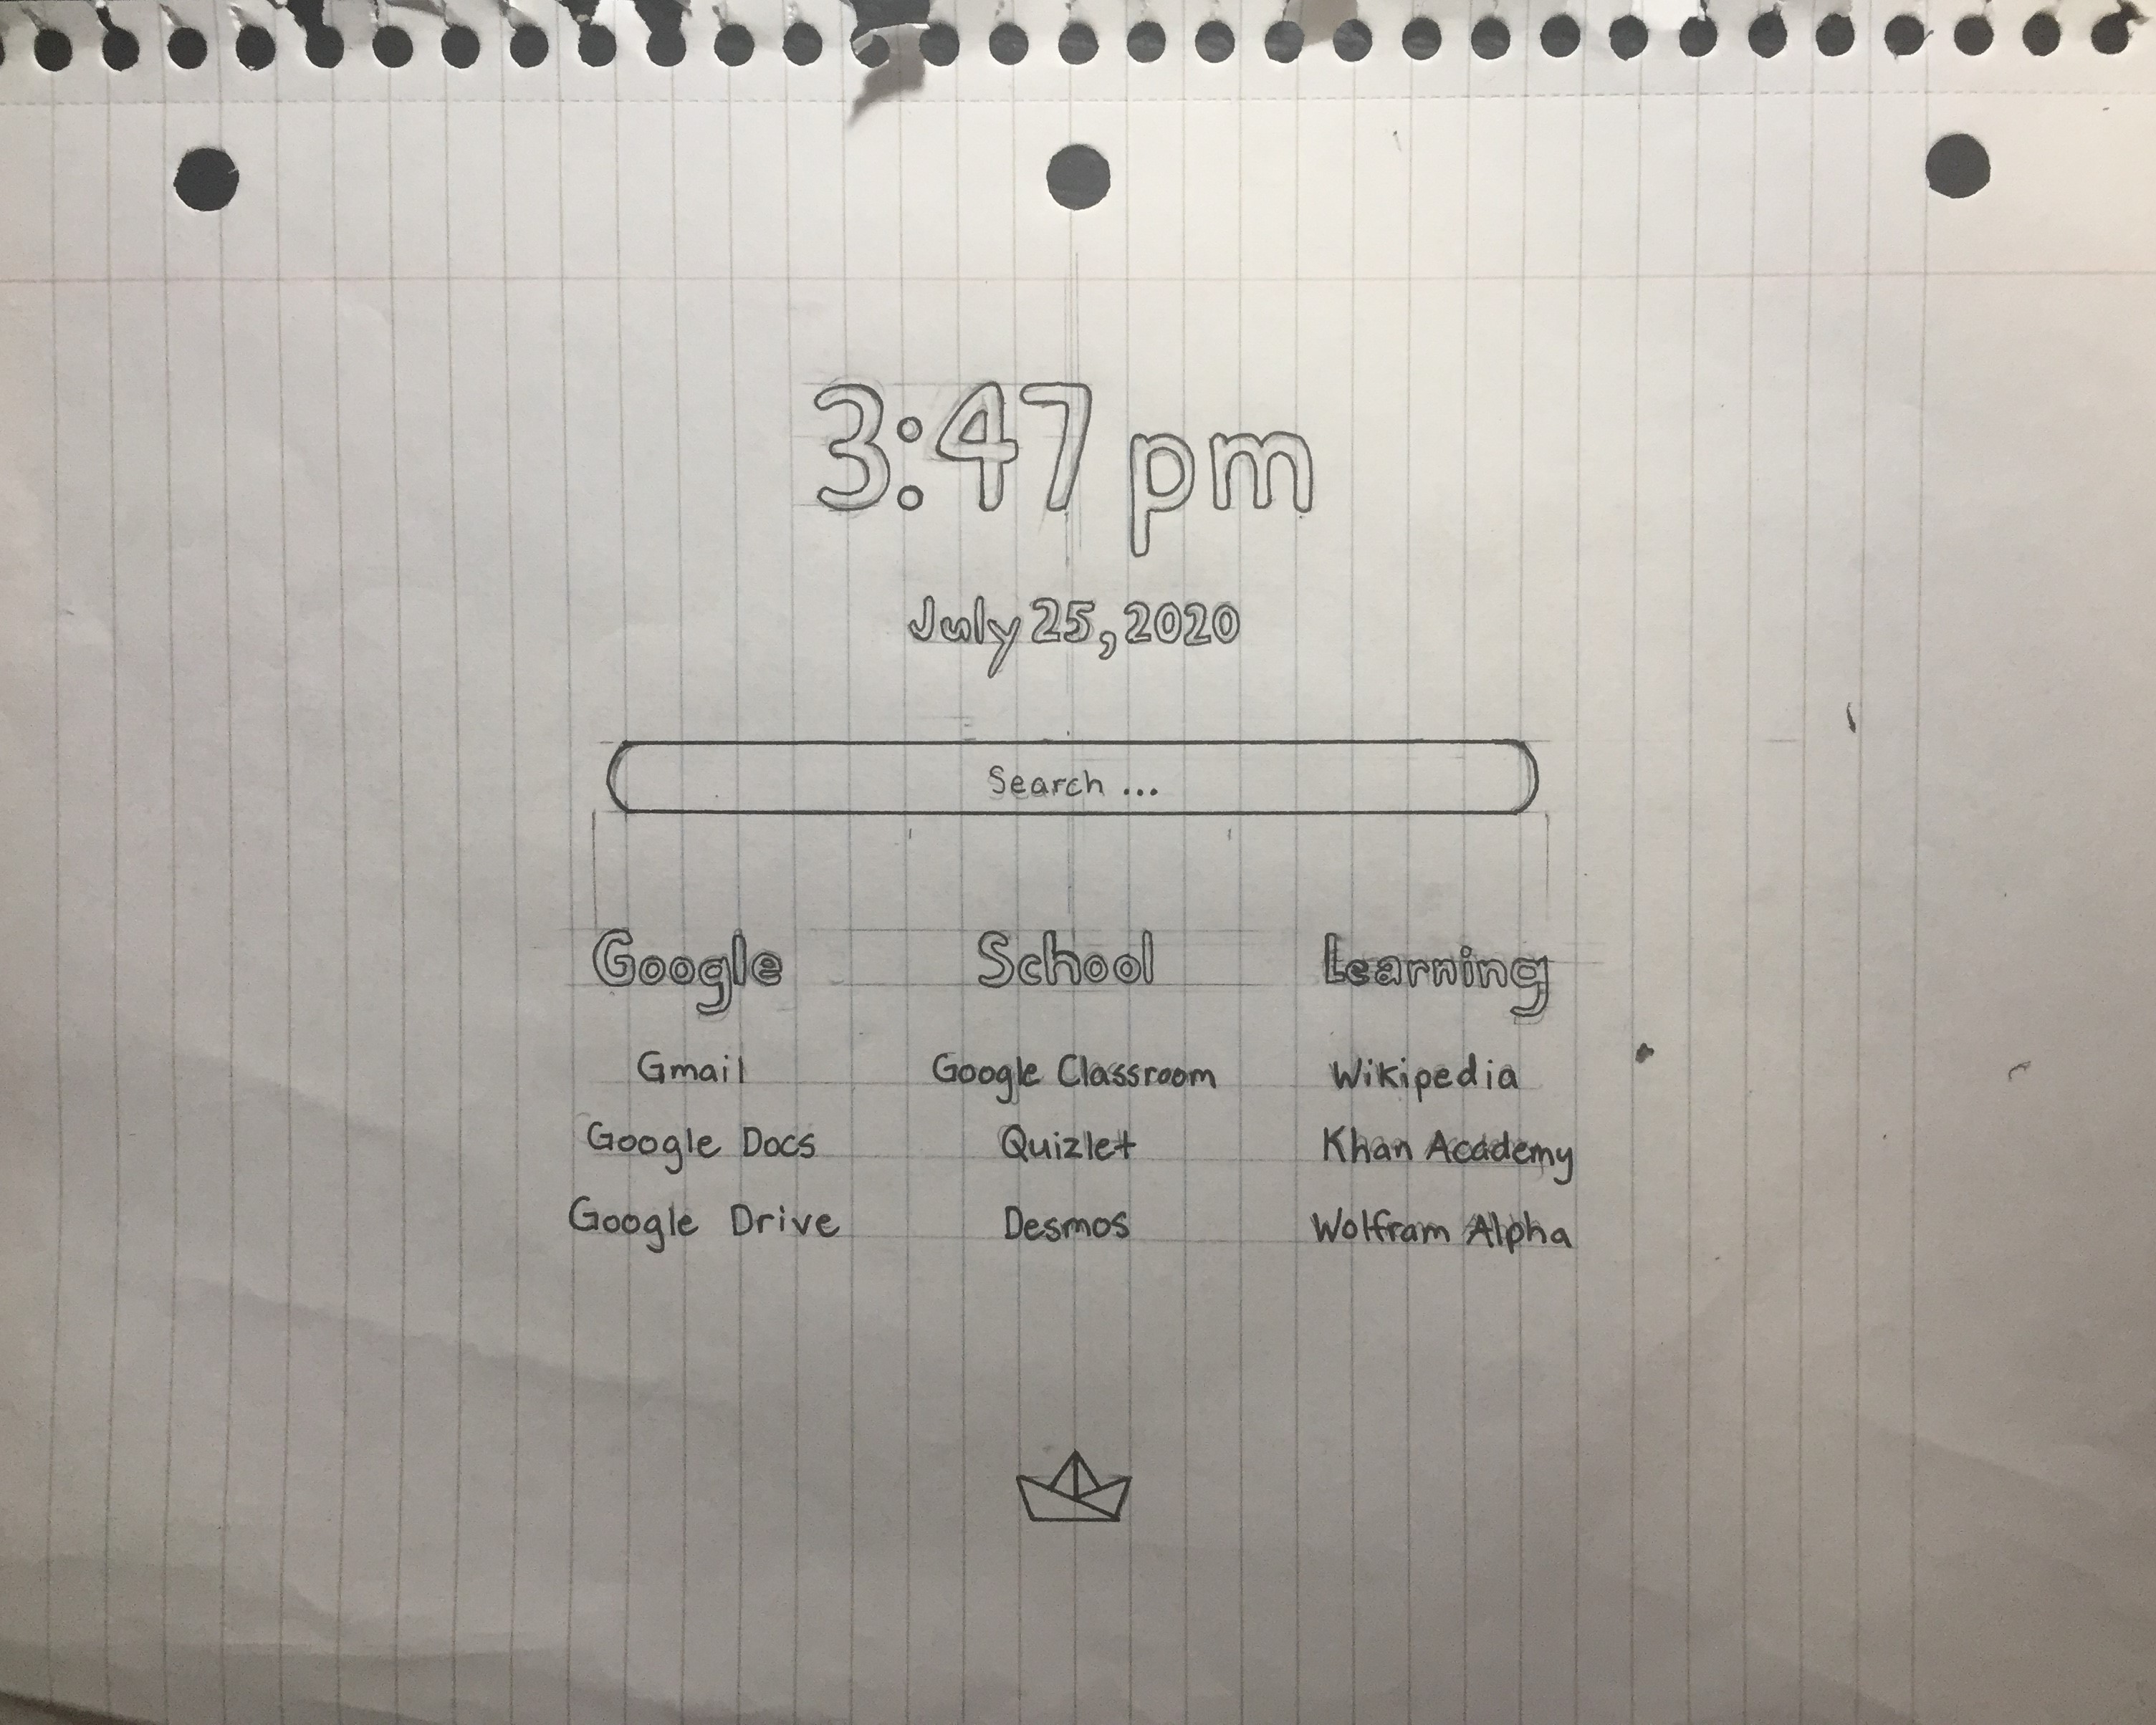 3:47 pm
July 25, 2020
Search ...
Google School Learning
Gmail Google Classroom Wikipedia
Google Docs Quizlet Khan Academy
Google Drive Desmos Wolfram Alpha